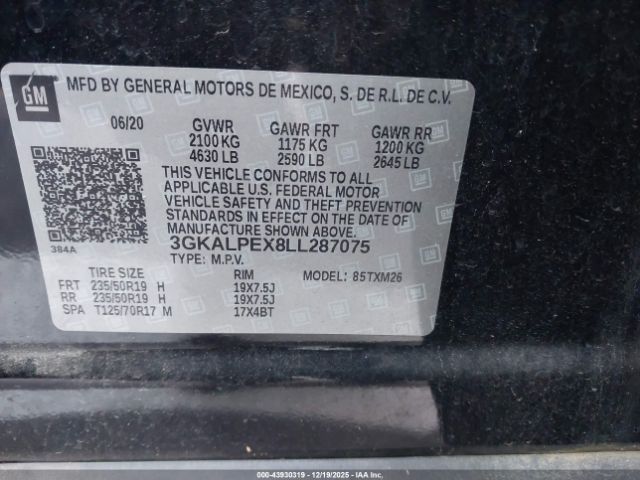 GM
MFD BY GENERAL MOTORS DE MEXICO, S. DE R.L. DE C.V.
06/20 GVWR GAWR FRT GAWR RR
2100 KG 1175 KG 1200 KG
4630 LB 2590 LB 2645 LB
THIS VEHICLE CONFORMS TO ALL
APPLICABLE U.S. FEDERAL MOTOR
VEHICLE SAFETY AND THEFT PREVENTION
STANDARDS IN EFFECT ON THE DATE OF
MANUFACTURE SHOWN ABOVE.
384A
3GKALPEX8LL287075
TYPE: M.P.V.
TIRE SIZE RIM MODEL: 85TXM26
FRT 235/50R19 H 19X7.5J
RR 235/50R19 H 19X7.5J
SPA T125/70R17 M 17X4BT
000-43930319 - 12/19/2025 - IAAI.COM